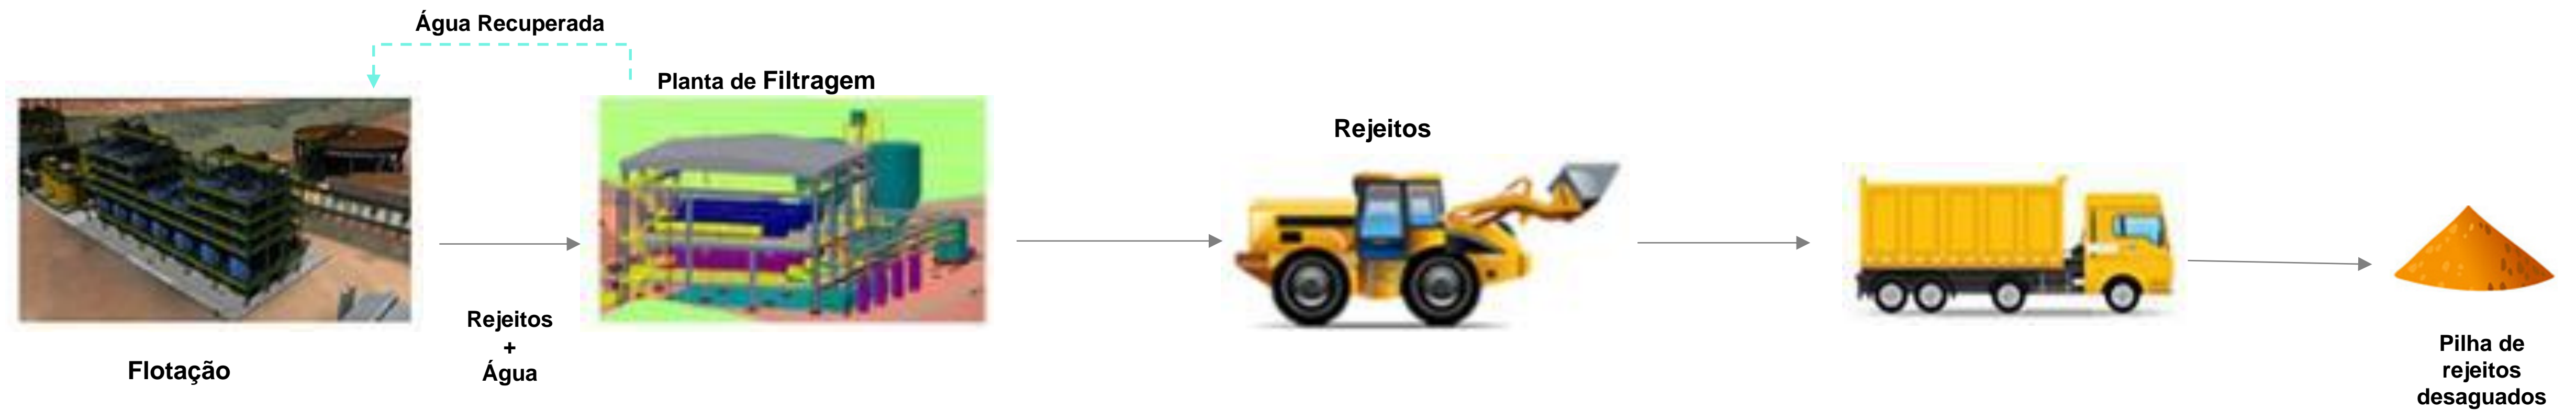 Água Recuperada
Planta de Filtragem
Rejeitos
Rejeitos
+
Água
Flotação
Pilha de
rejeitos
desaguados